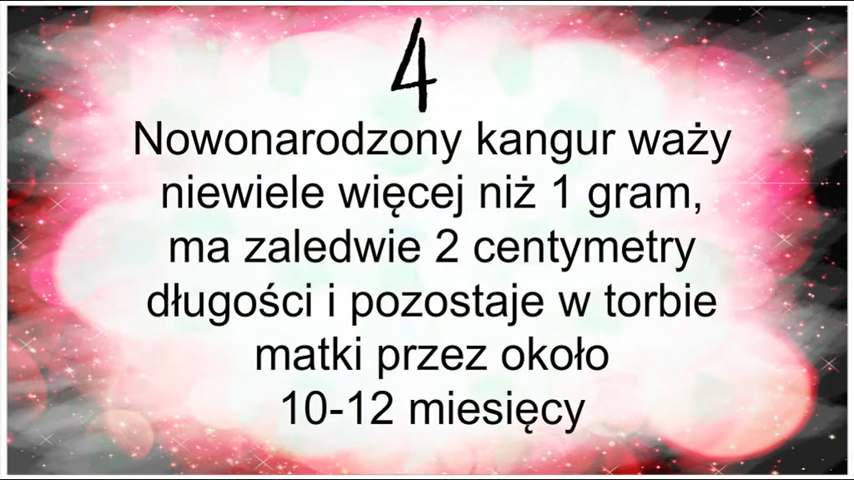 4
Nowonarodzony kangur waży
niewiele więcej niż 1 gram,
ma zaledwie 2 centymetry
długości i pozostaje w torbie
matki przez około
10-12 miesięcy